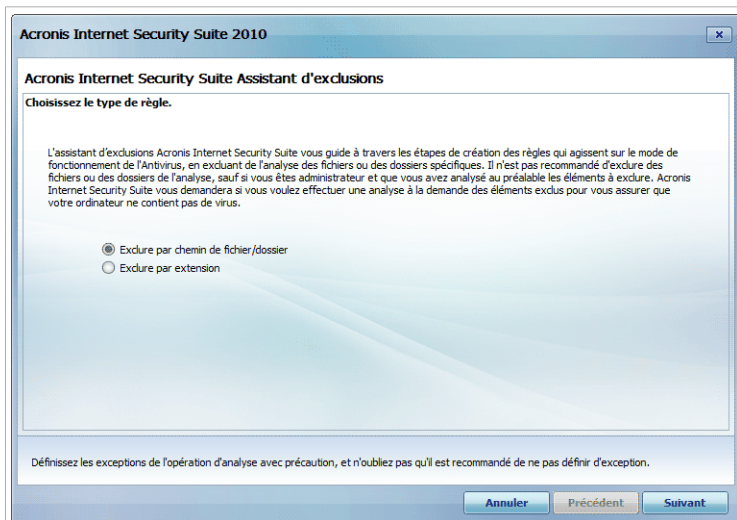 Acronis Internet Security Suite 2010
Acronis Internet Security Suite Assistant d'exclusions
Choisissez le type de règle.
L'assistant d'exclusions Acronis Internet Security Suite vous guide à travers les étapes de création des règles qui agissent sur le mode de
fonctionnement de l'Antivirus, en excluant de l'analyse des fichiers ou des dossiers spécifiques. Il n'est pas recommandé d'exclure des
fichiers ou des dossiers de l'analyse, sauf si vous êtes administrateur et que vous avez analysé au préalable les éléments à exclure. Acronis
Internet Security Suite vous demandera si vous voulez effectuer une analyse à la demande des éléments exclus pour vous assurer que
votre ordinateur ne contient pas de virus.
Exclure par chemin de fichier/dossier
Exclure par extension
Définissez les exceptions de l'opération d'analyse avec précaution, et n'oubliez pas qu'il est recommandé de ne pas définir d'exception.
Annuler Précédent Suivant